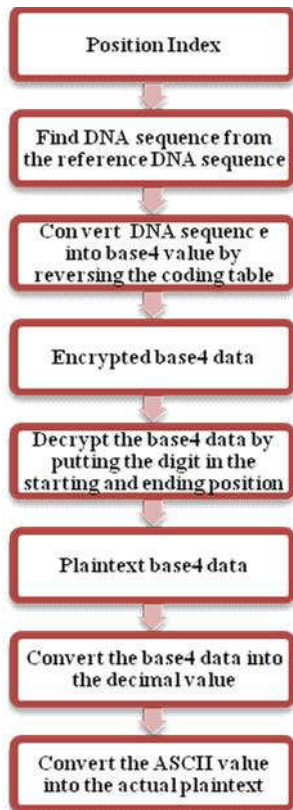 Position Index
Find DNA sequence from
the reference DNA sequence
Convert DNA sequenc e
into base4 value by
reversing the coding table
Encrypted base4 data
Decrypt the base4 data by
putting the digit in the
starting and ending position
Plaintext base4 data
Convert the base4 data into
the decimal value
Convert the ASCII value
into the actual plaintext